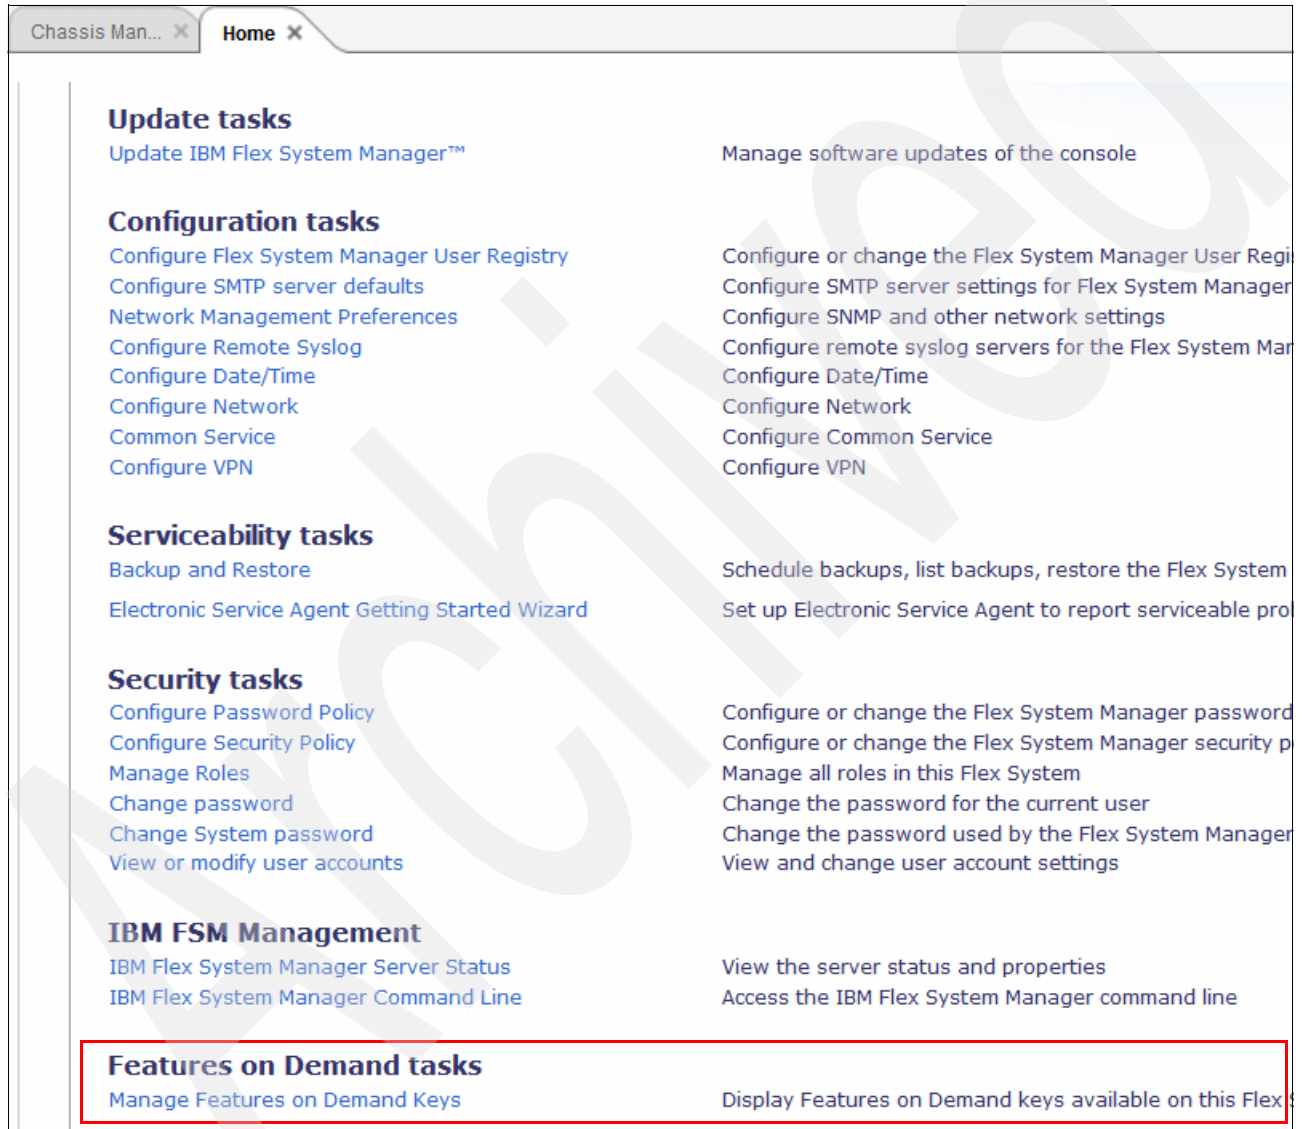 Chassis Man...
Home
Update tasks
Update IBM Flex System Manager™ Manage software updates of the console
Configuration tasks
Configure Flex System Manager User Registry Configure or change the Flex System Manager User Regi
Configure SMTP server defaults Configure SMTP server settings for Flex System Manager
Network Management Preferences Configure SNMP and other network settings
Configure Remote Syslog Configure remote syslog servers for the Flex System Man
Configure Date/Time Configure Date/Time
Configure Network Configure Network
Common Service Configure Common Service
Configure VPN Configure VPN
Serviceability tasks
Backup and Restore Schedule backups, list backups, restore the Flex System
Electronic Service Agent Getting Started Wizard Set up Electronic Service Agent to report serviceable pro
Security tasks
Configure Password Policy Configure or change the Flex System Manager password
Configure Security Policy Configure or change the Flex System Manager security p
Manage Roles Manage all roles in this Flex System
Change password Change the password for the current user
Change System password Change the password used by the Flex System Manager
View or modify user accounts View and change user account settings
IBM FSM Management
IBM Flex System Manager Server Status View the server status and properties
IBM Flex System Manager Command Line Access the IBM Flex System Manager command line
Features on Demand tasks
Manage Features on Demand Keys Display Features on Demand keys available on this Flex S
Archived